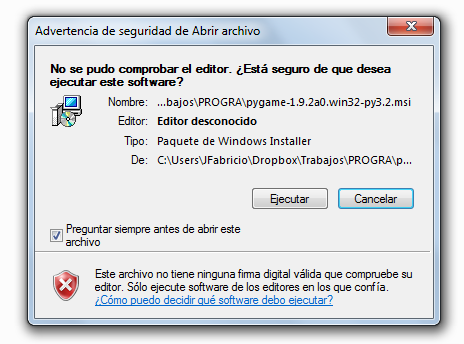 Advertencia de seguridad de Abrir archivo
No se pudo comprobar el editor. ¿Está seguro de que desea
ejecutar este software?
Nombre: ...bajos\PROGRA\pygame-1.9.2a0.win32-py3.2.msi
Editor: Editor desconocido
Tipo: Paquete de Windows Installer
De: C:\Users\JFabricio\Dropbox\Trabajos\PROGRA\p...
Ejecutar Cancelar
Preguntar siempre antes de abrir este
archivo
Este archivo no tiene ninguna firma digital válida que compruebe su
editor. Sólo ejecute software de los editores en los que confía.
¿Cómo puedo decidir qué software debo ejecutar?